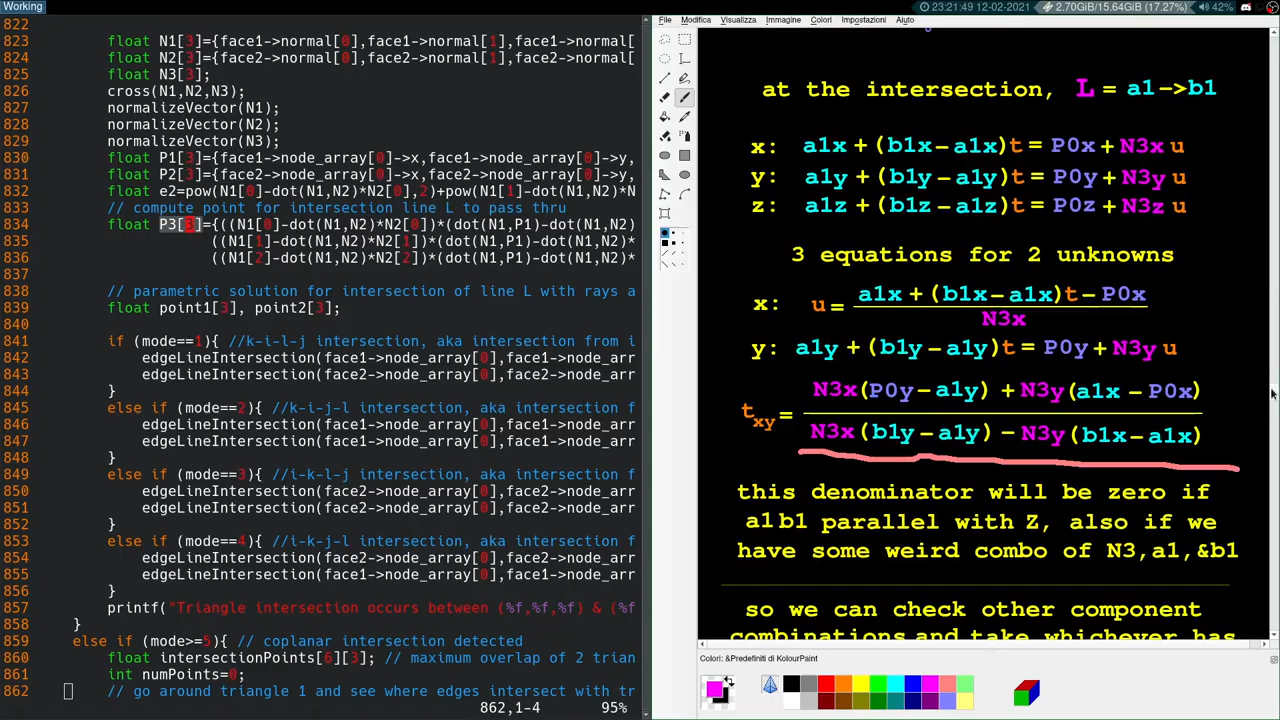 Working
23:21:49 12-02-2021
2.70GiB/15.64GiB (17.27%)
42%
822
823 float N1[3]={face1->normal[0],face1->normal[1],face1->normal[
824 float N2[3]={face2->normal[0],face2->normal[1],face2->normal[
825 float N3[3];
826 cross(N1,N2,N3);
827 normalizeVector(N1);
828 normalizeVector(N2);
829 normalizeVector(N3);
830 float P1[3]={face1->node_array[0]->x,face1->node_array[0]->y,
831 float P2[3]={face2->node_array[0]->x,face2->node_array[0]->y,
832 float e2=pow(N1[0]-dot(N1,N2)*N2[0],2)+pow(N1[1]-dot(N1,N2)*N
833 // compute point for intersection line L to pass thru
834 float P3[3]={((N1[0]-dot(N1,N2)*N2[0])*(dot(N1,P1)-dot(N1,N2)
835 ((N1[1]-dot(N1,N2)*N2[1])*(dot(N1,P1)-dot(N1,N2)*
836 ((N1[2]-dot(N1,N2)*N2[2])*(dot(N1,P1)-dot(N1,N2)*
837
838 // parametric solution for intersection of line L with rays a
839 float point1[3], point2[3];
840
841 if (mode==1){ //k-i-l-j intersection, aka intersection from i
842 edgeLineIntersection(face2->node_array[0],face2->node_arr
843 edgeLineIntersection(face2->node_array[0],face1->node_arr
844 }
845 else if (mode==2){ //k-i-j-l intersection, aka intersection f
846 edgeLineIntersection(face1->node_array[0],face1->node_arr
847 edgeLineIntersection(face1->node_array[0],face1->node_arr
848 }
849 else if (mode==3){ //i-k-l-j intersection, aka intersection f
850 edgeLineIntersection(face2->node_array[0],face2->node_arr
851 edgeLineIntersection(face2->node_array[0],face2->node_arr
852 }
853 else if (mode==4){ //i-k-j-l intersection, aka intersection f
854 edgeLineIntersection(face2->node_array[0],face2->node_arr
855 edgeLineIntersection(face1->node_array[0],face1->node_arr
856 }
857 printf("Triangle intersection occurs between (%f,%f,%f) & (%f
858 }
859 else if (mode>=5){ // coplanar intersection detected
860 float intersectionPoints[6][3]; // maximum overlap of 2 trian
861 int numPoints=0;
862 // go around triangle 1 and see where edges intersect with tr
862,1-4 95%
File Modifica Visualizza Immagine Colori Impostazioni Aiuto
at the intersection, L = a1->b1
x: a1x+(b1x-a1x)t=P0x+N3x u
y: a1y+(b1y-a1y)t=P0y+N3y u
z: a1z+(b1z-a1z)t=P0z+N3z u
3 equations for 2 unknowns
a1x+(b1x-a1x)t-P0x
x: u=
N3x
y: a1y+(b1y-a1y)t=P0y+N3y u
N3x(P0y-a1y)+N3y(a1x-P0x)
txy=
N3x(b1y-a1y)-N3y(b1x-a1x)
this denominator will be zero if
a1b1 parallel with Z, also if we
have some weird combo of N3,a1,&b1
so we can check other component
combinations and take whichever has
Colori: &Predefiniti di KolourPaint